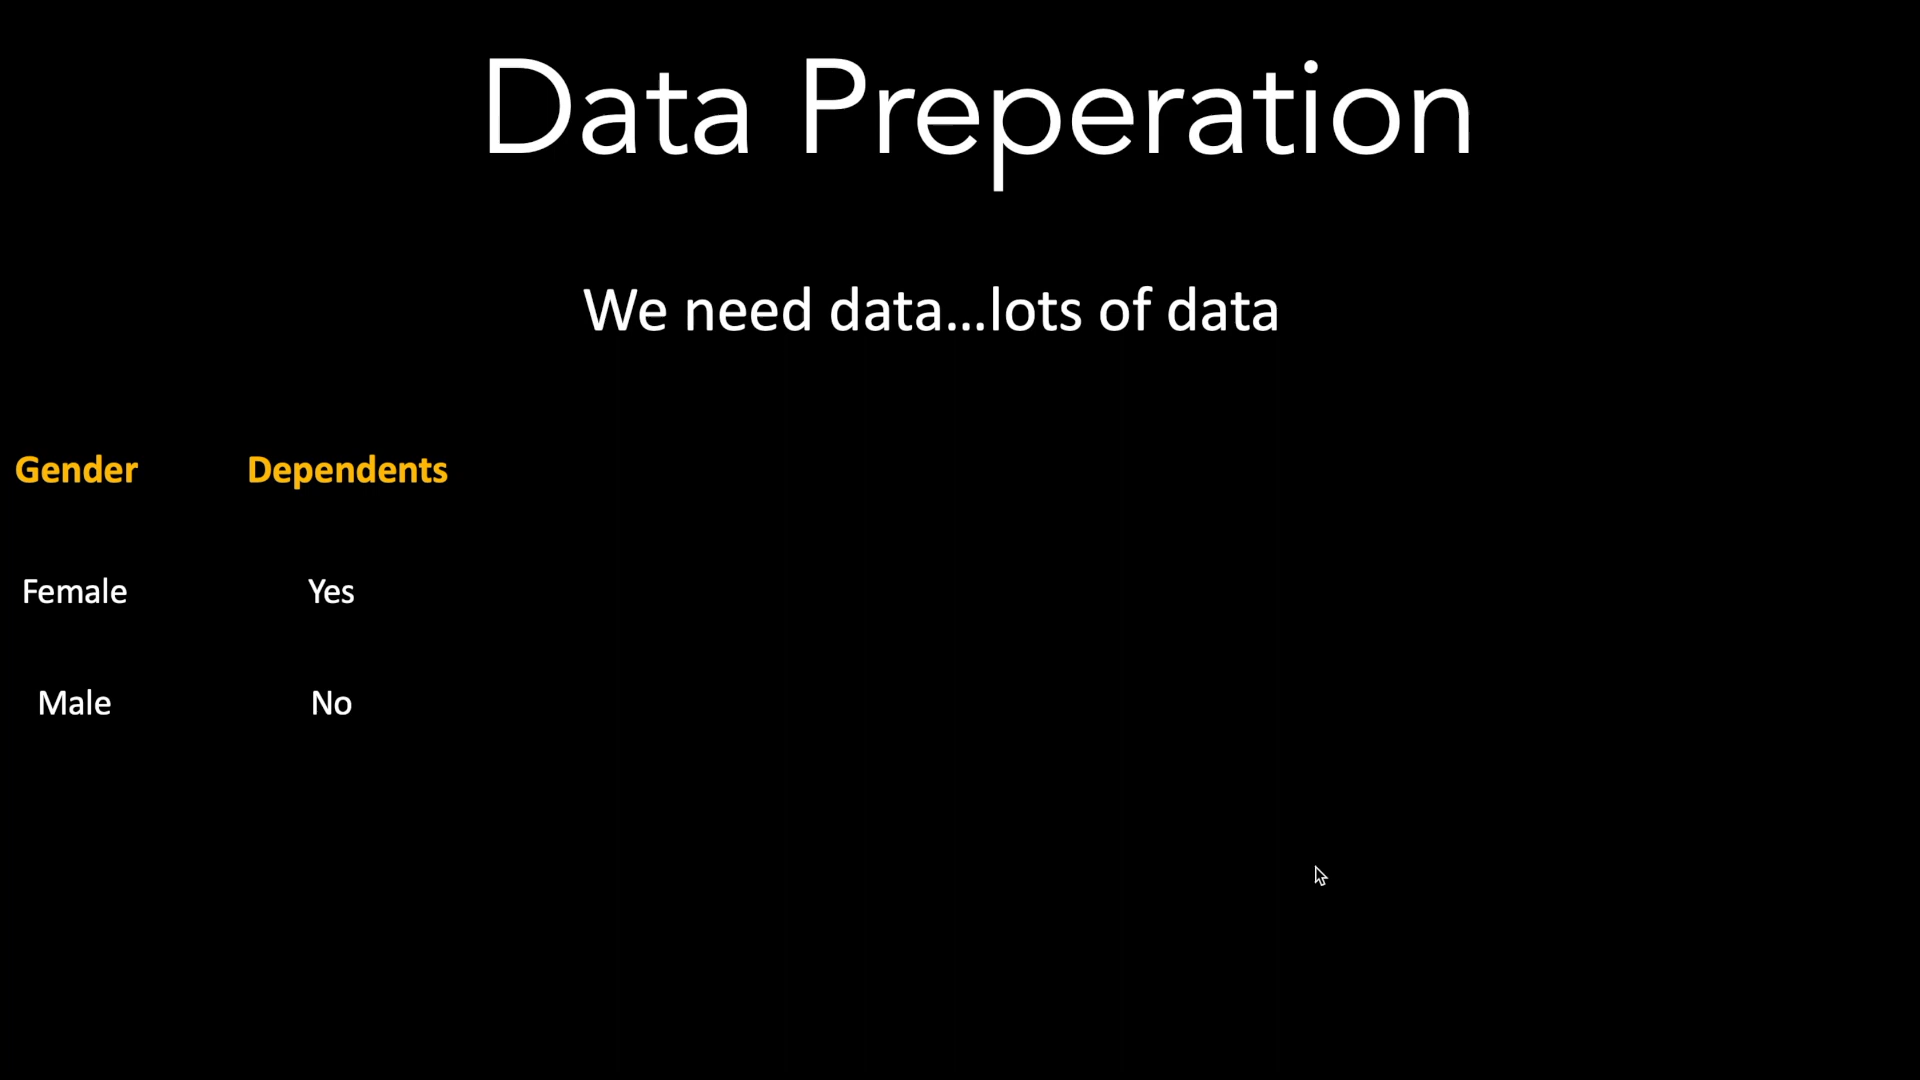 Data Preperation
We need data...lots of data
Gender Dependents
Female Yes
Male No